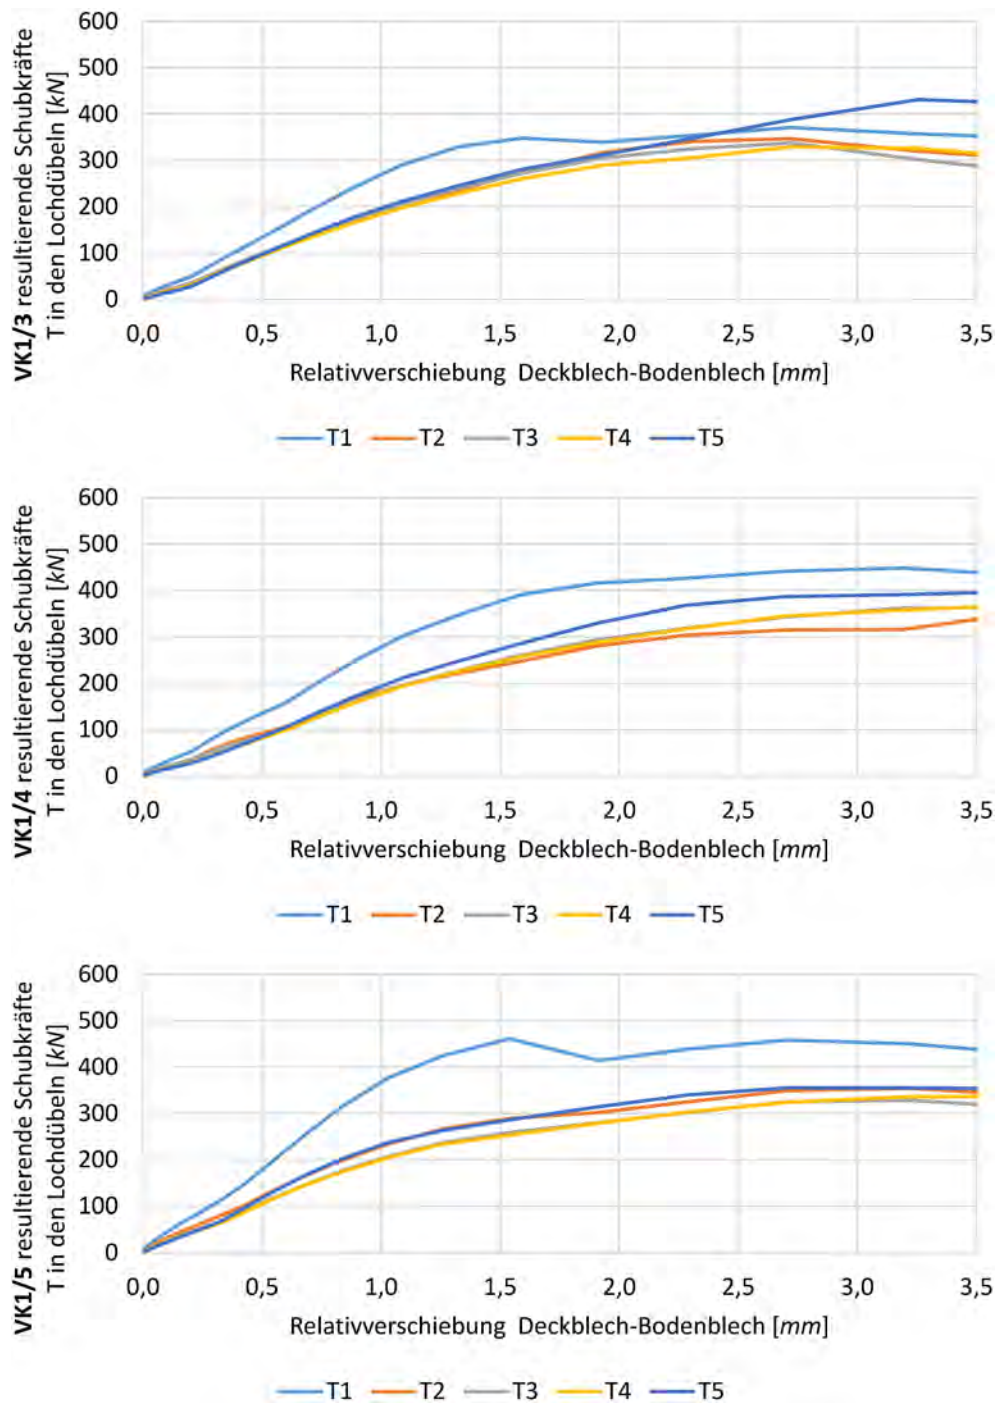 VK1/3 resultierende Schubkräfte
T in den Lochdübeln [kN]
600
500
400
300
200
100
0
0,0 0,5 1,0 1,5 2,0 2,5 3,0 3,5
Relativverschiebung Deckblech-Bodenblech [mm]
T1 T2 T3 T4 T5
VK1/4 resultierende Schubkräfte
T in den Lochdübeln [kN]
600
500
400
300
200
100
0
0,0 0,5 1,0 1,5 2,0 2,5 3,0 3,5
Relativverschiebung Deckblech-Bodenblech [mm]
T1 T2 T3 T4 T5
VK1/5 resultierende Schubkräfte
T in den Lochdübeln [kN]
600
500
400
300
200
100
0
0,0 0,5 1,0 1,5 2,0 2,5 3,0 3,5
Relativverschiebung Deckblech-Bodenblech [mm]
T1 T2 T3 T4 T5